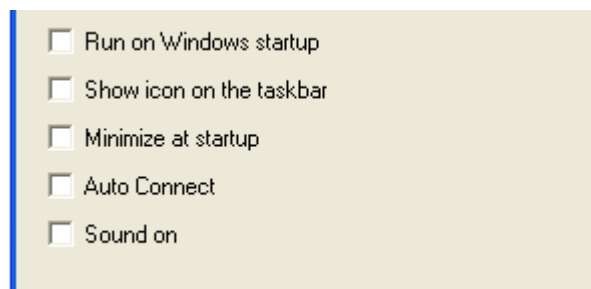 Run on Windows startup
Show icon on the taskbar
Minimize at startup
Auto Connect
Sound on